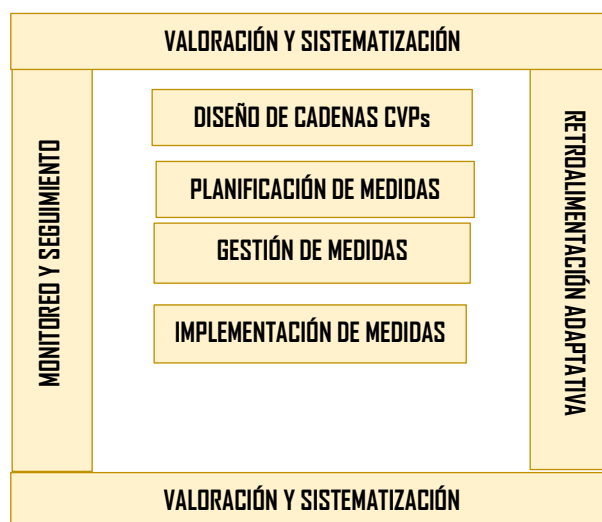 VALORACIÓN Y SISTEMATIZACIÓN
DISEÑO DE CADENAS CVPs
PLANIFICACIÓN DE MEDIDAS
GESTIÓN DE MEDIDAS
IMPLEMENTACIÓN DE MEDIDAS
MONITOREO Y SEGUIMIENTO
RETROALIMENTACIÓN ADAPTATIVA
VALORACIÓN Y SISTEMATIZACIÓN